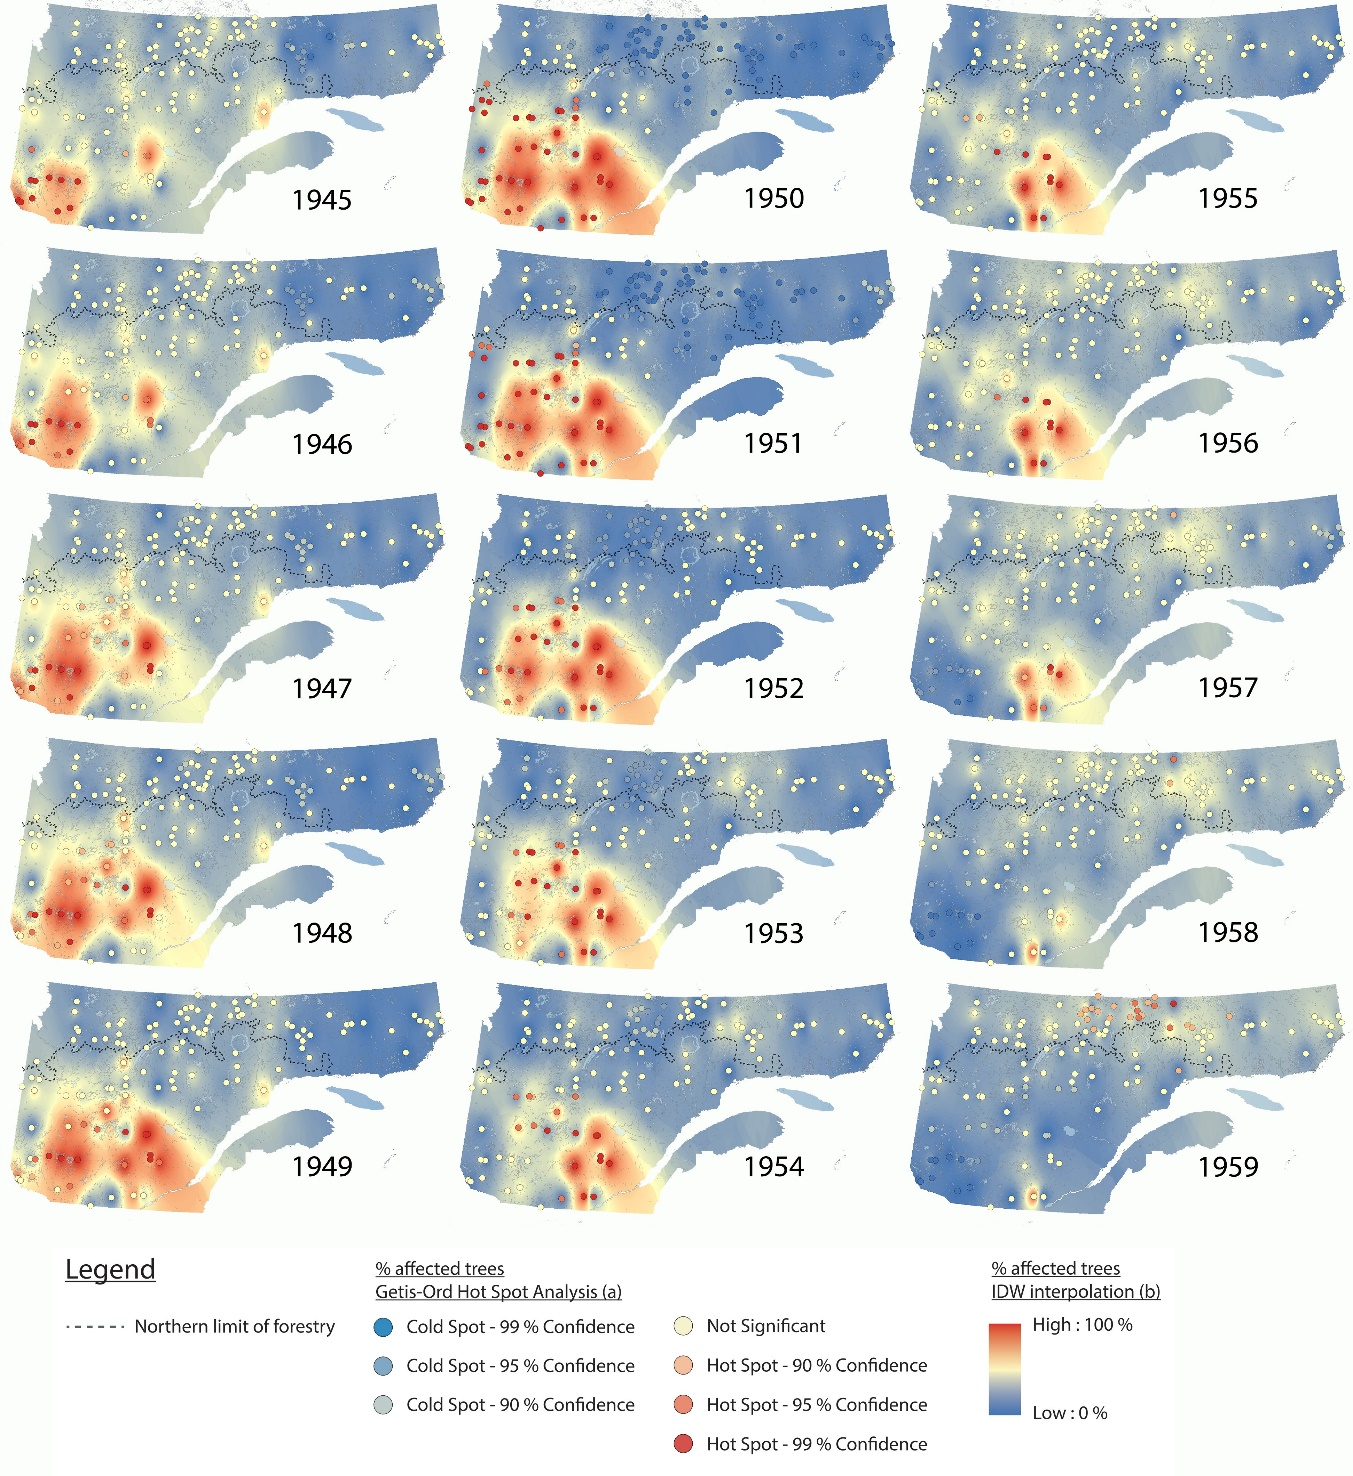 1945
1950
1955
1946
1951
1956
1947
1952
1957
1948
1953
1958
1949
1954
1959
Legend
Northern limit of forestry
% affected trees
Getis-Ord Hot Spot Analysis (a)
Cold Spot - 99 % Confidence
Cold Spot - 95 % Confidence
Cold Spot - 90 % Confidence
Not Significant
Hot Spot - 90 % Confidence
Hot Spot - 95 % Confidence
Hot Spot - 99 % Confidence
% affected trees
IDW interpolation (b)
High : 100 %
Low : 0 %